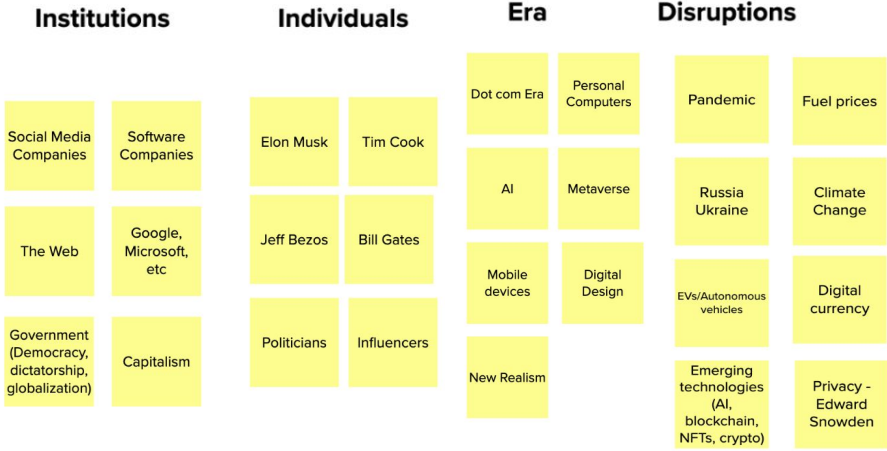 Institutions
Social Media
Companies
Software
Companies
The Web
Google,
Microsoft,
etc
Government
(Democracy,
dictatorship,
globalization)
Capitalism
Individuals
Elon Musk
Tim Cook
Jeff Bezos
Bill Gates
Politicians
Influencers
Era
Dot com Era
Personal
Computers
AI
Metaverse
Mobile
devices
Digital
Design
New Realism
Disruptions
Pandemic
Fuel prices
Russia
Ukraine
Climate
Change
EVs/Autonomous
vehicles
Digital
currency
Emerging
technologies
(AI,
blockchain,
NFTs, crypto)
Privacy -
Edward
Snowden